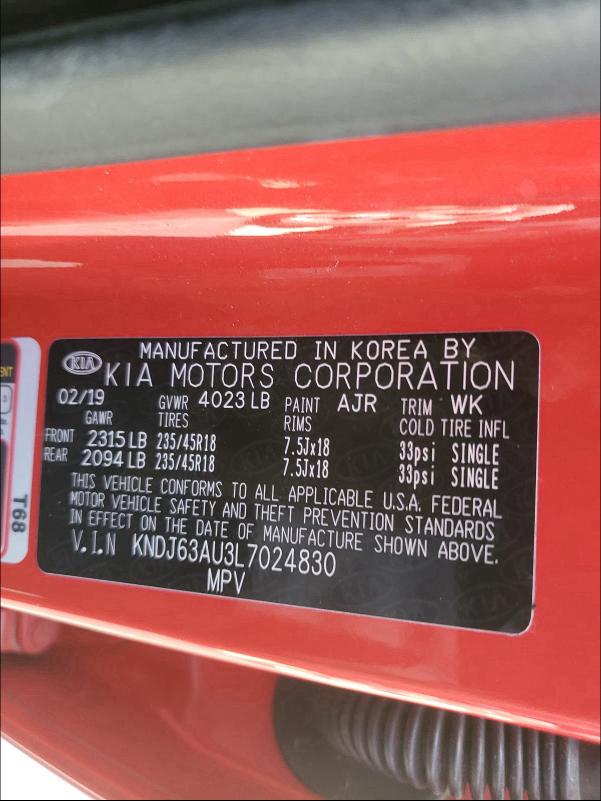 MANUFACTURED IN KOREA BY
KIA KIA MOTORS CORPORATION
02/19 GVWR 4023 LB PAINT AJR TRIM WK
GAWR TIRES RIMS COLD TIRE INFL
FRONT 2315 LB 235/45R18 7.5Jx18 33psi SINGLE
REAR 2094 LB 235/45R18 7.5Jx18 33psi SINGLE
THIS VEHICLE CONFORMS TO ALL APPLICABLE U.S.A. FEDERAL
MOTOR VEHICLE SAFETY AND THEFT PREVENTION STANDARDS
IN EFFECT ON THE DATE OF MANUFACTURE SHOWN ABOVE.
V.I.N KNDJ63AU3L7024830
MPV
T68